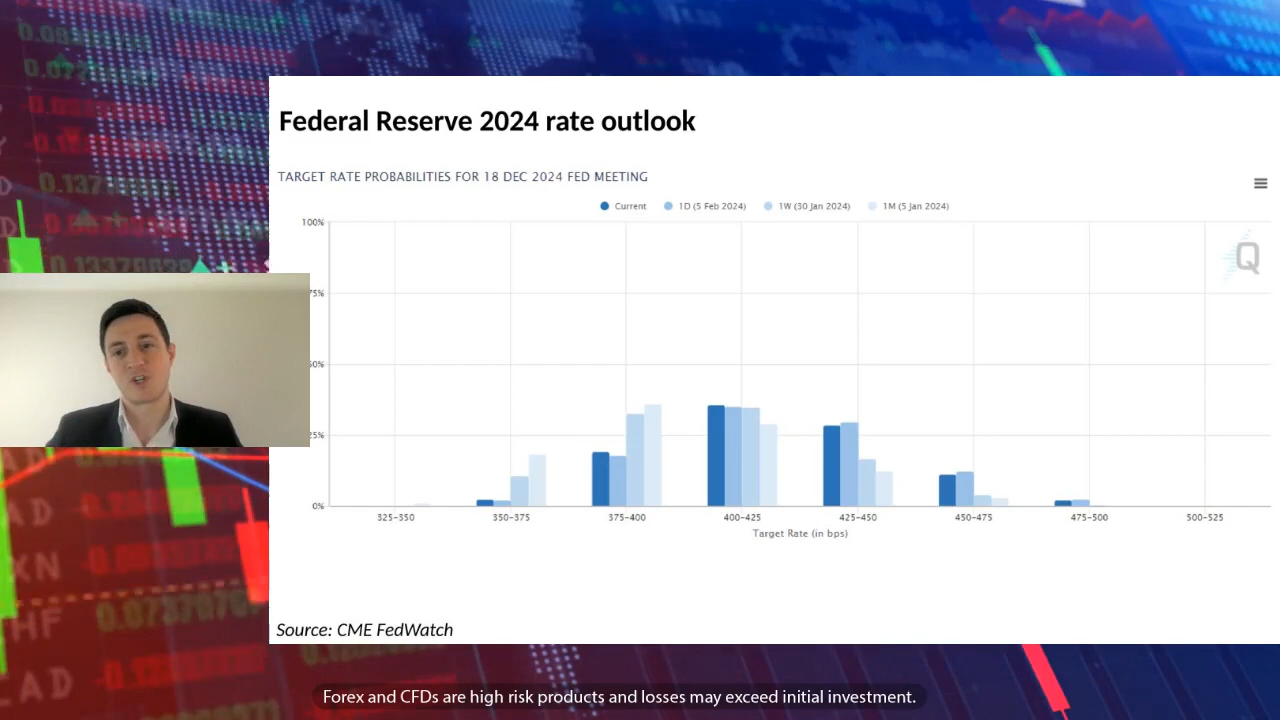 Federal Reserve 2024 rate outlook
TARGET RATE PROBABILITIES FOR 18 DEC 2024 FED MEETING
Current 1D (5 Feb 2024) 1W (30 Jan 2024) 1M (5 Jan 2024)
100%
75%
50%
25%
0%
325-350 350-375 375-400 400-425 425-450 450-475 475-500 500-525
Target Rate (in bps)
Q
Source: CME FedWatch
Forex and CFDs are high risk products and losses may exceed initial investment.